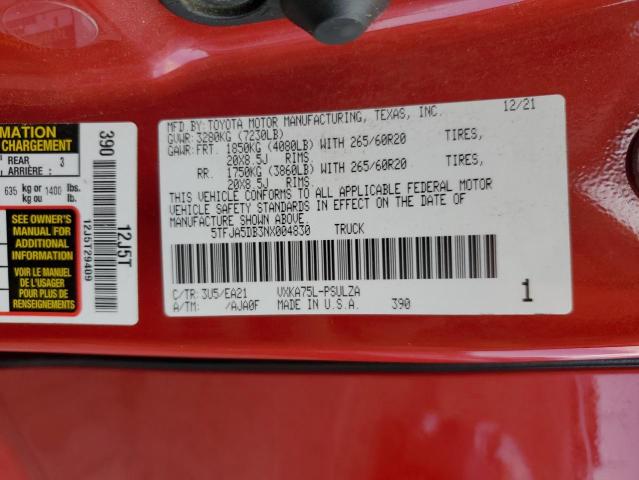 MFD BY: TOYOTA MOTOR MANUFACTURING, TEXAS, INC. 12/21
GVWR: 3280KG (7230LB)
GAWR: FRT. 1850KG (4080LB) WITH 265/60R20 TIRES,
20X8.5J RIMS.
RR. 1750KG (3860LB) WITH 265/60R20 TIRES,
20X8.5J RIMS.
THIS VEHICLE CONFORMS TO ALL APPLICABLE FEDERAL MOTOR
VEHICLE SAFETY STANDARDS IN EFFECT ON THE DATE OF
MANUFACTURE SHOWN ABOVE.
5TFJA5DB3NX004830 TRUCK
C/TR: 3U5/EA21 VXKA75L-PSULZA
A/TM: /AJA0F MADE IN U.S.A. 390 1
MATION
CHARGEMENT
REAR 3
ARRIÈRE :
635 kg or 1400 lbs.
kg ou lb.
SEE OWNER'S
MANUAL FOR
ADDITIONAL
INFORMATION
VOIR LE MANUEL
DE L'USAGER
POUR PLUS DE
RENSEIGNEMENTS
390
12J5T
12J5T29409